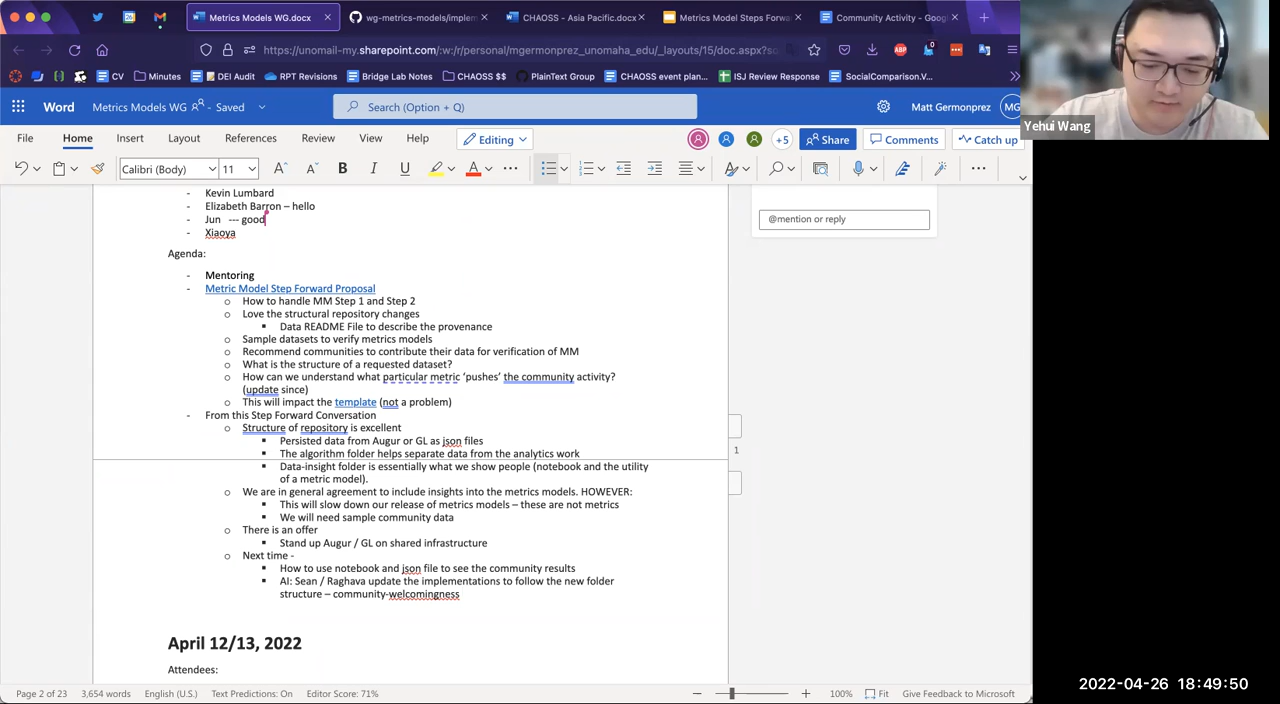 Metrics Models WG.docx
wg-metrics-models/implem
CHAOSS - Asia Pacific.docx
Metrics Model Steps Forwa
Community Activity - Goog
https://unomail-my.sharepoint.com/w/r/personal/mgermonprez_unomaha_edu/_layouts/15/doc.aspx?so
ABP
CV
Minutes
DEI Audit
RPT Revisions
Bridge Lab Notes
CHAOSS $$
PlainText Group
CHAOSS event plan...
ISJ Review Response
SocialComparison.V...
Word
Metrics Models WG - Saved
Search (Option + Q)
Matt Germonprez
MG
Yehui Wang
File
Home
Insert
Layout
References
Review
View
Help
Editing
+5
Share
Comments
Catch up
Calibri (Body)
11
- Kevin Lumbard
- Elizabeth Barron – hello
- Jun --- good
- Xiaoya
@mention or reply
Agenda:
- Mentoring
- Metric Model Step Forward Proposal
o How to handle MM Step 1 and Step 2
o Love the structural repository changes
▪ Data README File to describe the provenance
o Sample datasets to verify metrics models
o Recommend communities to contribute their data for verification of MM
o What is the structure of a requested dataset?
o How can we understand what particular metric ‘pushes’ the community activity?
(update since)
o This will impact the template (not a problem)
- From this Step Forward Conversation
o Structure of repository is excellent
▪ Persisted data from Augur or GL as json files
▪ The algorithm folder helps separate data from the analytics work
▪ Data-insight folder is essentially what we show people (notebook and the utility
of a metric model).
o We are in general agreement to include insights into the metrics models. HOWEVER:
▪ This will slow down our release of metrics models – these are not metrics
▪ We will need sample community data
o There is an offer
▪ Stand up Augur / GL on shared infrastructure
o Next time -
▪ How to use notebook and json file to see the community results
▪ AI: Sean / Raghava update the implementations to follow the new folder
structure – community-welcomingness
1
April 12/13, 2022
Attendees:
Page 2 of 23
3,654 words
English (U.S.)
Text Predictions: On
Editor Score: 71%
100%
Fit
Give Feedback to Microsoft
2022-04-26 18:49:50